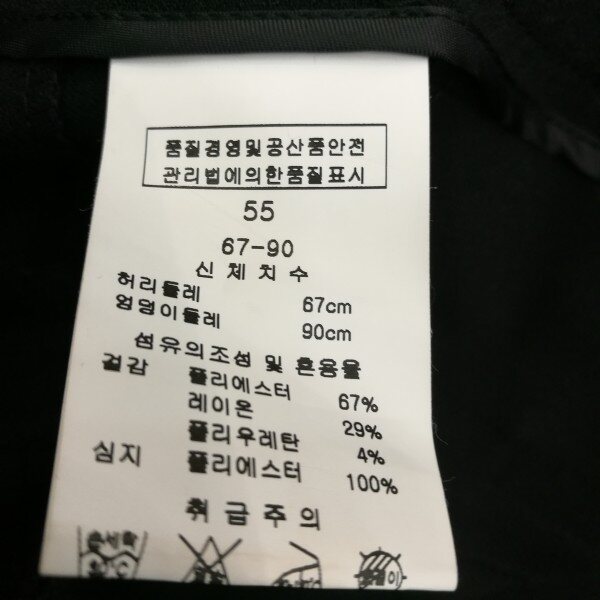 품질경영및공산품안전
관리법에의한품질표시
55
67-90
신체치수
허리둘레 67cm
엉덩이둘레 90cm
섬유의조성 및 혼용율
겉감 폴리에스터 67%
레이온 29%
폴리우레탄 4%
심지 폴리에스터 100%
취급주의